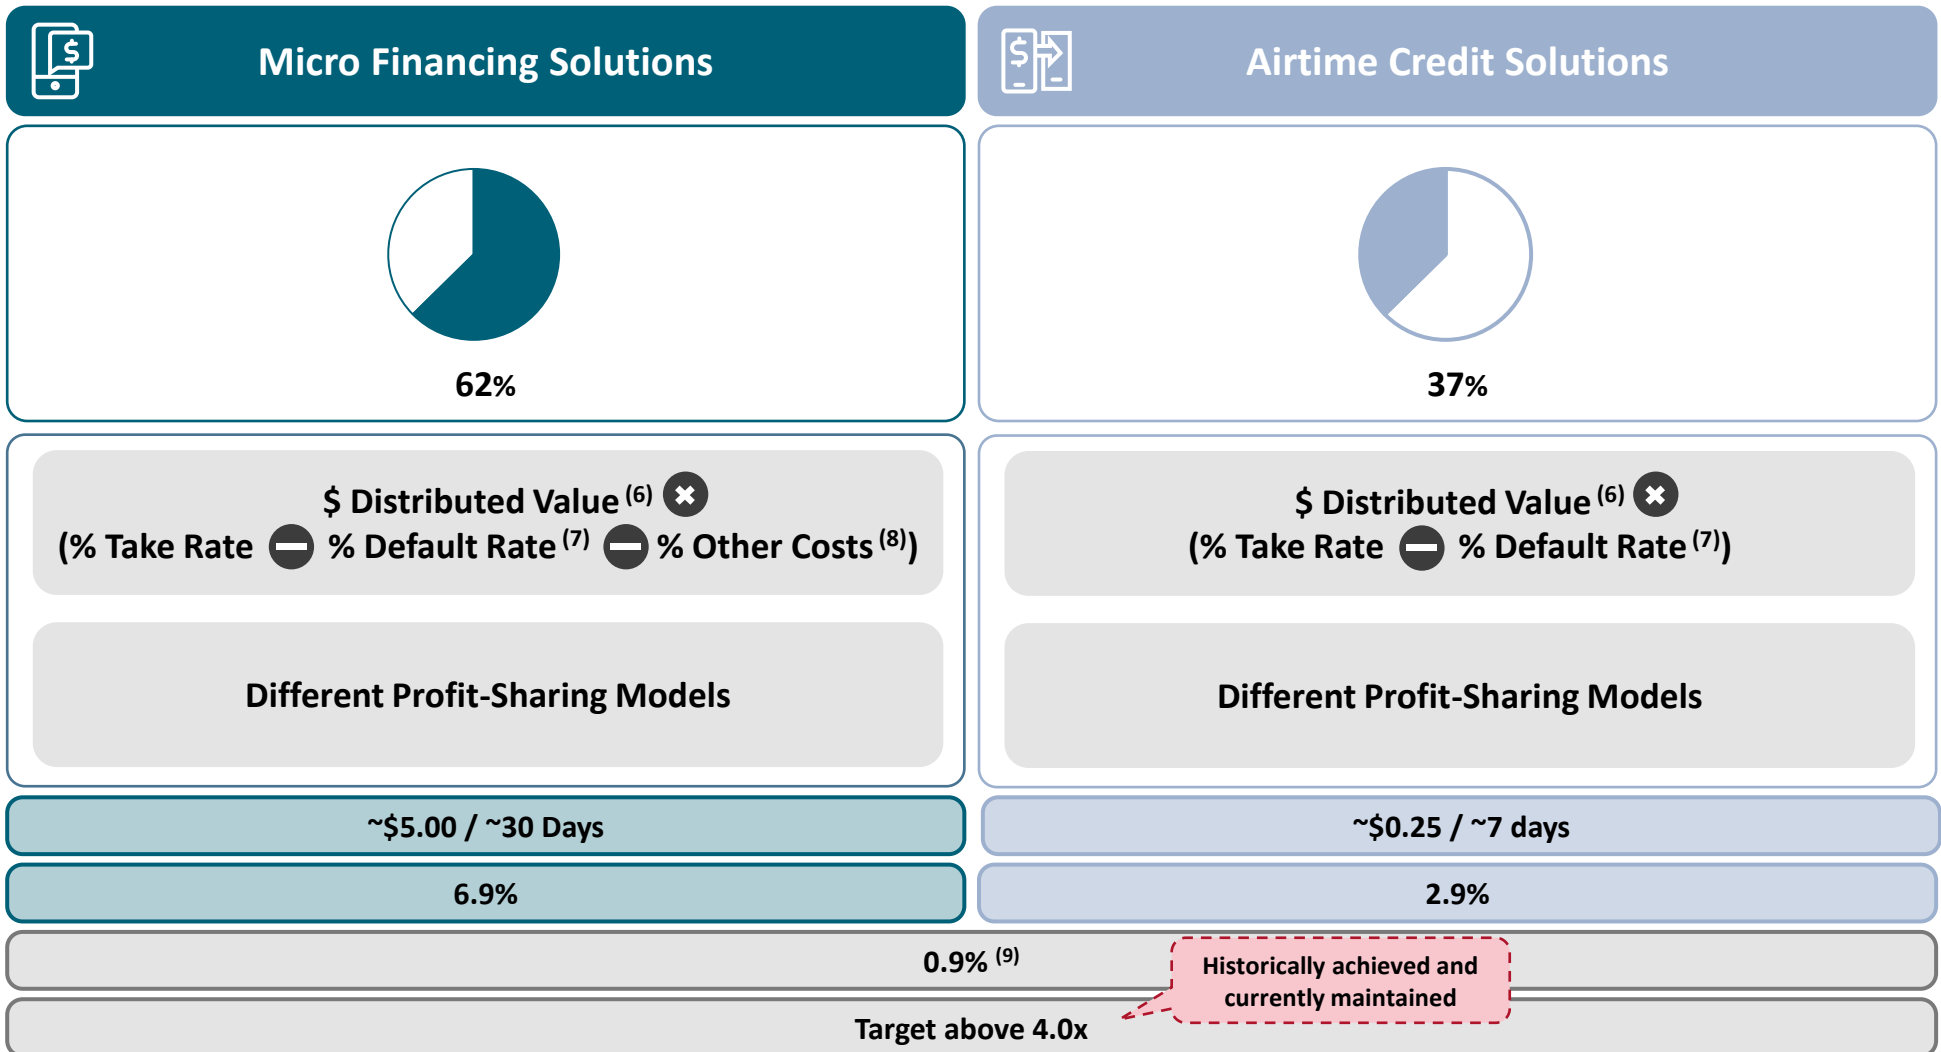 Micro Financing Solutions
Airtime Credit Solutions
62%
37%
$ Distributed Value (6)
(% Take Rate − % Default Rate (7) − % Other Costs (8))
$ Distributed Value (6)
(% Take Rate − % Default Rate (7))
Different Profit-Sharing Models
Different Profit-Sharing Models
~$5.00 / ~30 Days
~$0.25 / ~7 days
6.9%
2.9%
0.9% (9)
Historically achieved and
currently maintained
Target above 4.0x